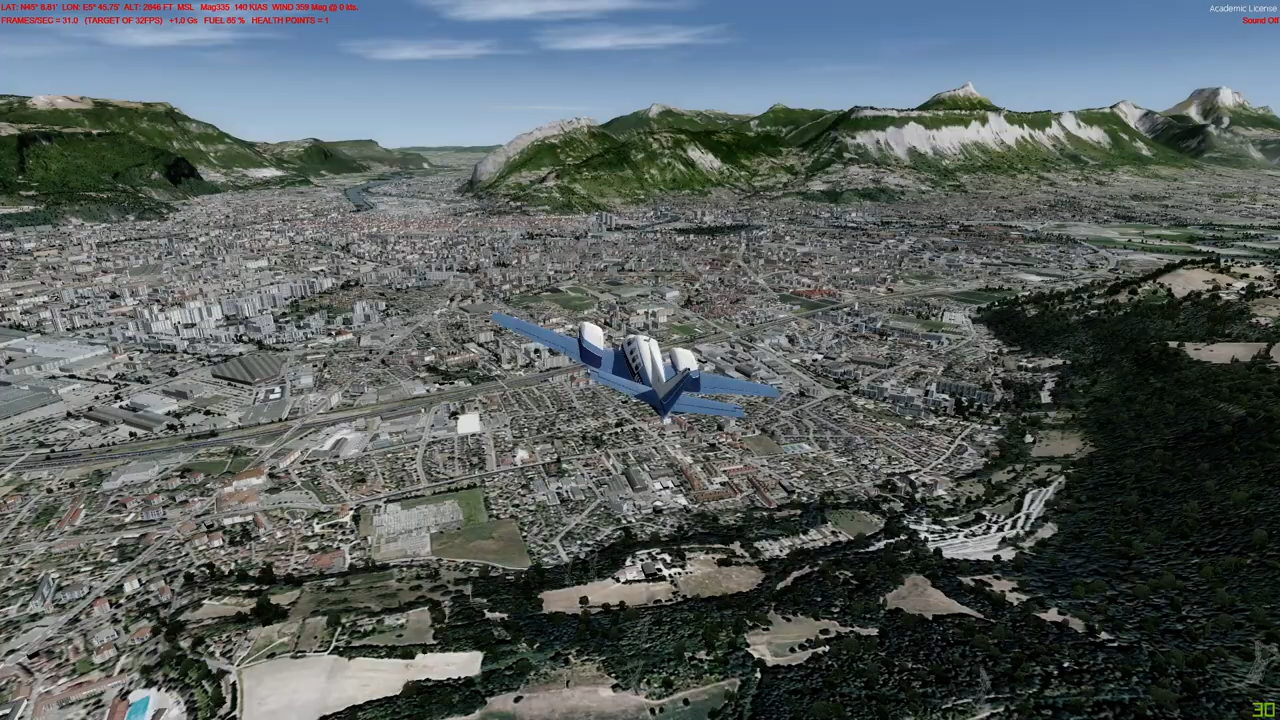 LAT: N45° 8.81'  LON: E5° 45.75'  ALT: 2846 FT  MSL  Mag335  140 KIAS  WIND 359 Mag @ 0 kts.
Academic License
FRAMES/SEC = 31.0  (TARGET OF 32FPS)  +1.0 Gs  FUEL 65 %  HEALTH POINTS = 1
Sound Off
30